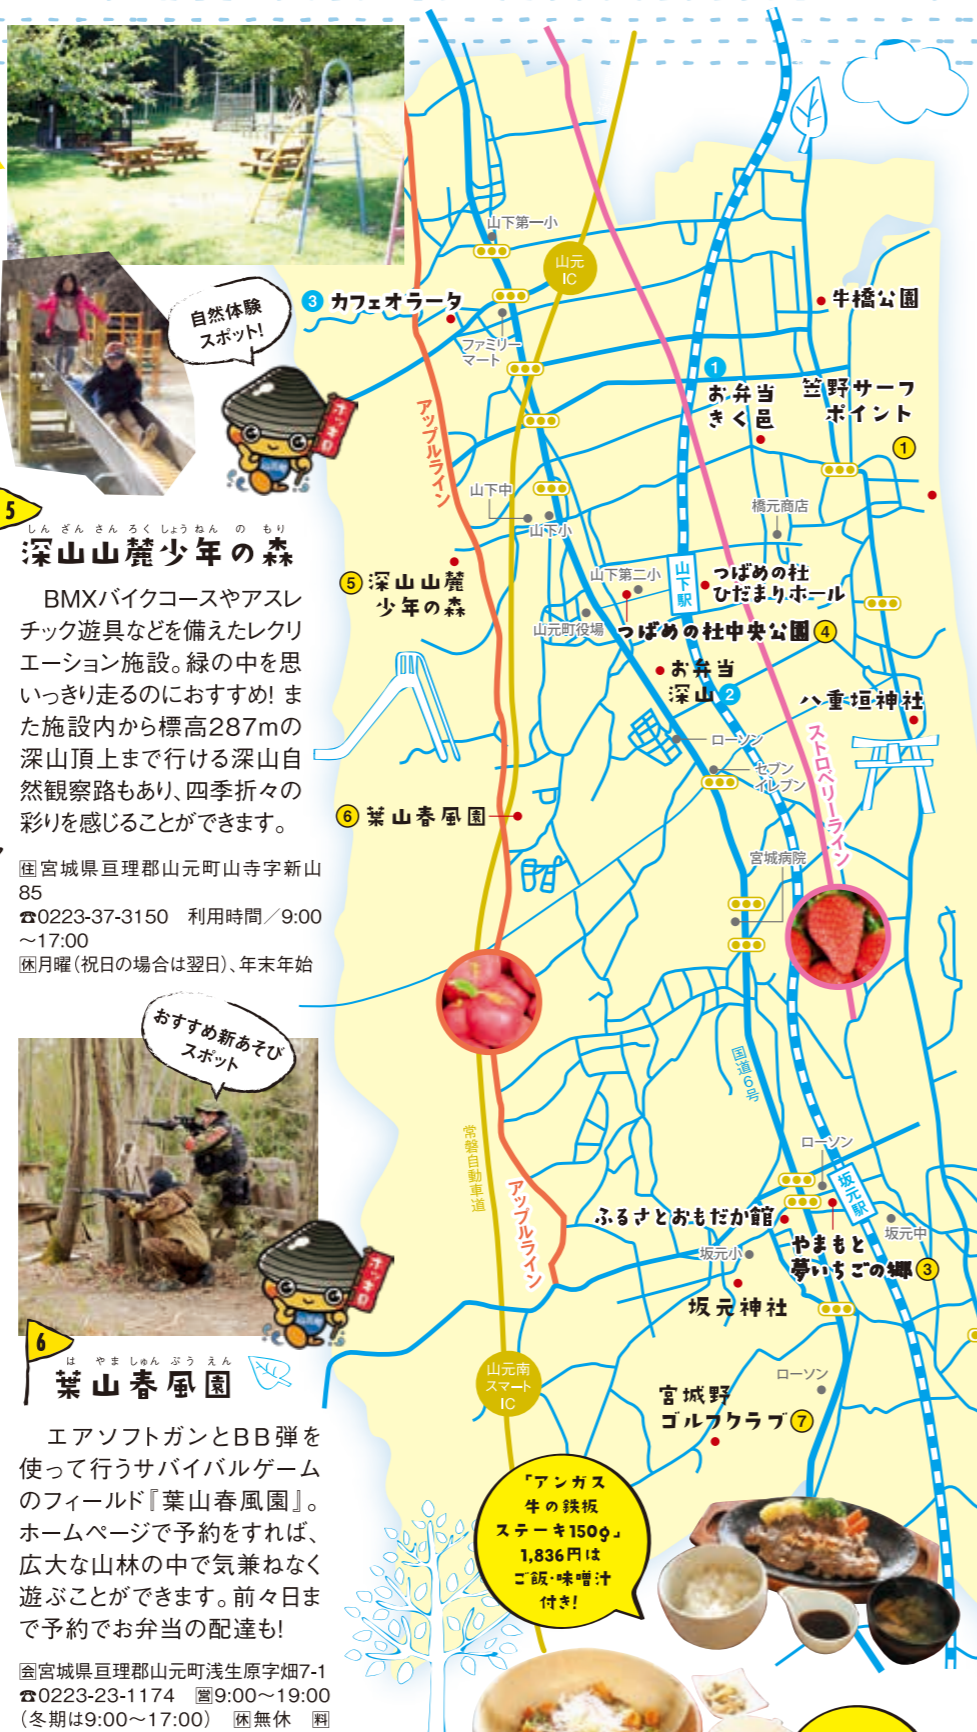 自然体験
スポット!
ホッキ
5
しんざんさんろくしょうねんのもり
深山山麓少年の森
BMXバイクコースやアスレ
チック遊具などを備えたレクリ
エーション施設。緑の中を思
いっきり走るのにおすすめ! ま
た施設内から標高287mの
深山頂上まで行ける深山自
然観察路もあり、四季折々の
彩りを感じることができます。
住宮城県亘理郡山元町山寺字新山
85
☎0223-37-3150 利用時間/9:00
~17:00
休月曜(祝日の場合は翌日)、年末年始
おすすめ新あそび
スポット
6
はやましゅんぷうえん
葉山春風園
エアソフトガンとBB弾を
使って行うサバイバルゲーム
のフィールド『葉山春風園』。
ホームページで予約をすれば、
広大な山林の中で気兼ねなく
遊ぶことができます。前々日ま
で予約でお弁当の配達も!
会宮城県亘理郡山元町浅生原字畑7-1
☎0223-23-1174 営9:00~19:00
(冬期は9:00~17:00) 休無休 料
山下第一小
山元
IC
3 カフェオラータ
ファミリー
マート
牛橋公園
1
お弁当
きく邑
笠野サーフ
ポイント
1
アップルライン
山下中
山下小
橋元商店
5 深山山麓
少年の森
山下第二小
山下駅
つばめの杜
ひだまりホール
山元町役場
つばめの杜中央公園 4
お弁当
深山 2
八重垣神社
ローソン
セブン
イレブン
ストロベリーライン
6 葉山春風園
宮城病院
国道6号
常磐自動車道
アップルライン
ローソン
坂元駅
ふるさとおもだか館
坂元中
坂元小
やまもと
夢いちごの郷 3
坂元神社
山元南
スマート
IC
ローソン
宮城野
ゴルフクラブ 7
「アンガス
牛の鉄板
ステーキ150g」
1,836円は
ご飯・味噌汁
付き!